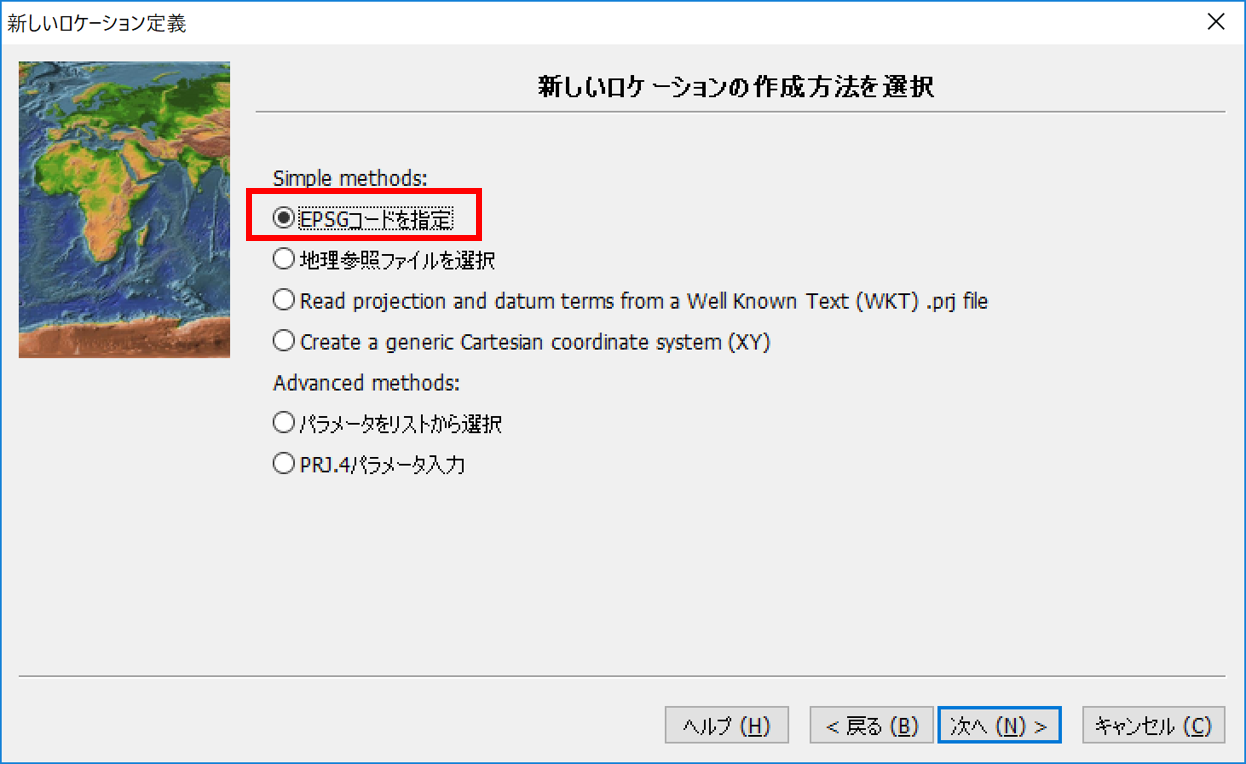 新しいロケーション定義
新しいロケーションの作成方法を選択
Simple methods:
EPSGコードを指定
地理参照ファイルを選択
Read projection and datum terms from a Well Known Text (WKT) .prj file
Create a generic Cartesian coordinate system (XY)
Advanced methods:
パラメータをリストから選択
PRJ.4パラメータ入力
ヘルプ (H) < 戻る (B) 次へ (N) > キャンセル (C)